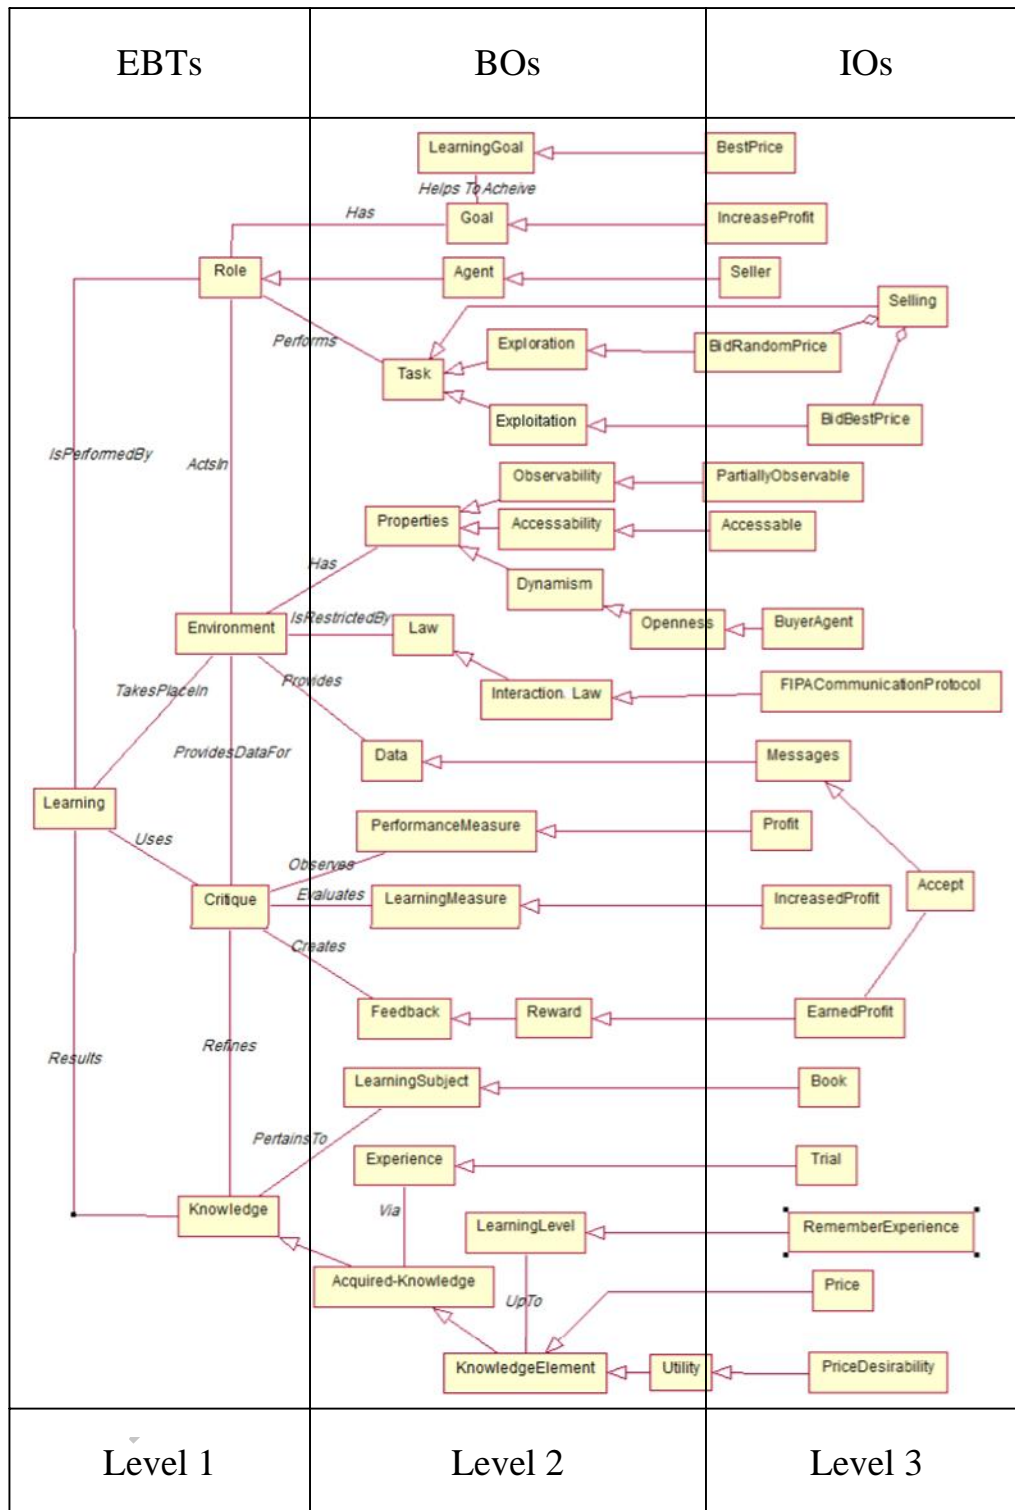 EBTs BOs IOs
LearningGoal BestPrice
Helps To Acheive
Has Goal IncreaseProfit
Role Agent Seller
Selling
Performs Exploration BidRandomPrice
Task
Exploitation BidBestPrice
IsPerformedBy ActsIn
Observability PartiallyObservable
Properties Accessability Accessable
Has
Dynamism
Environment IsRestrictedBy Law Openness BuyerAgent
TakesPlaceIn Provides Interaction Law FIPACommunicationProtocol
ProvidesDataFor Data Messages
Learning
Uses PerformanceMeasure Profit
Observes
Critique Evaluates LearningMeasure IncreasedProfit Accept
Creates
Feedback Reward EarnedProfit
Results Refines
LearningSubject Book
PertainsTo
Experience Trial
Knowledge Via
LearningLevel RememberExperience
Acquired-Knowledge Price
UpTo
KnowledgeElement Utility PriceDesirability
Level 1 Level 2 Level 3